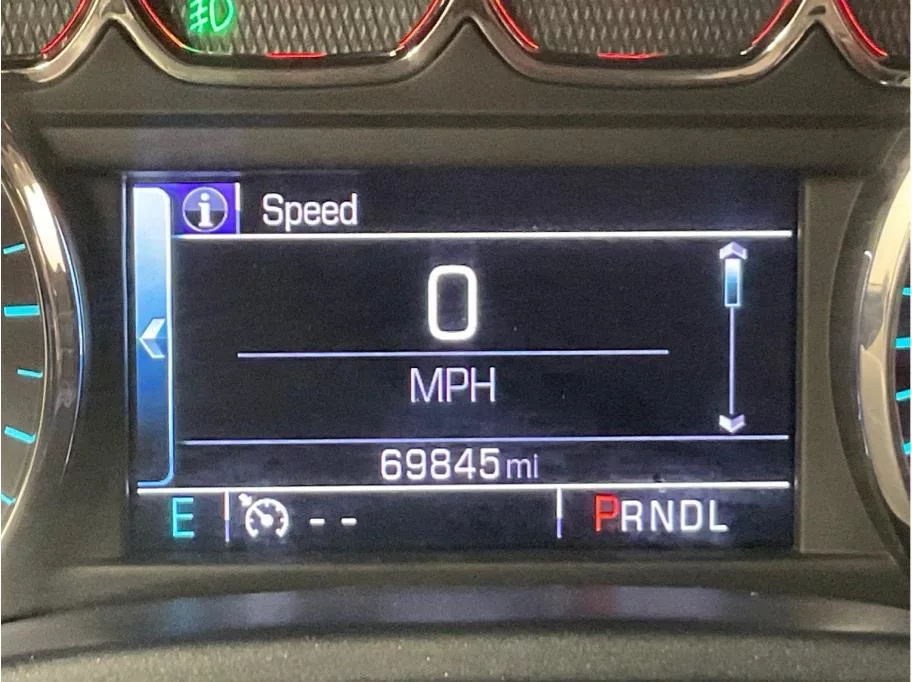 i Speed
0
MPH
69845 mi
E -- PRNDL